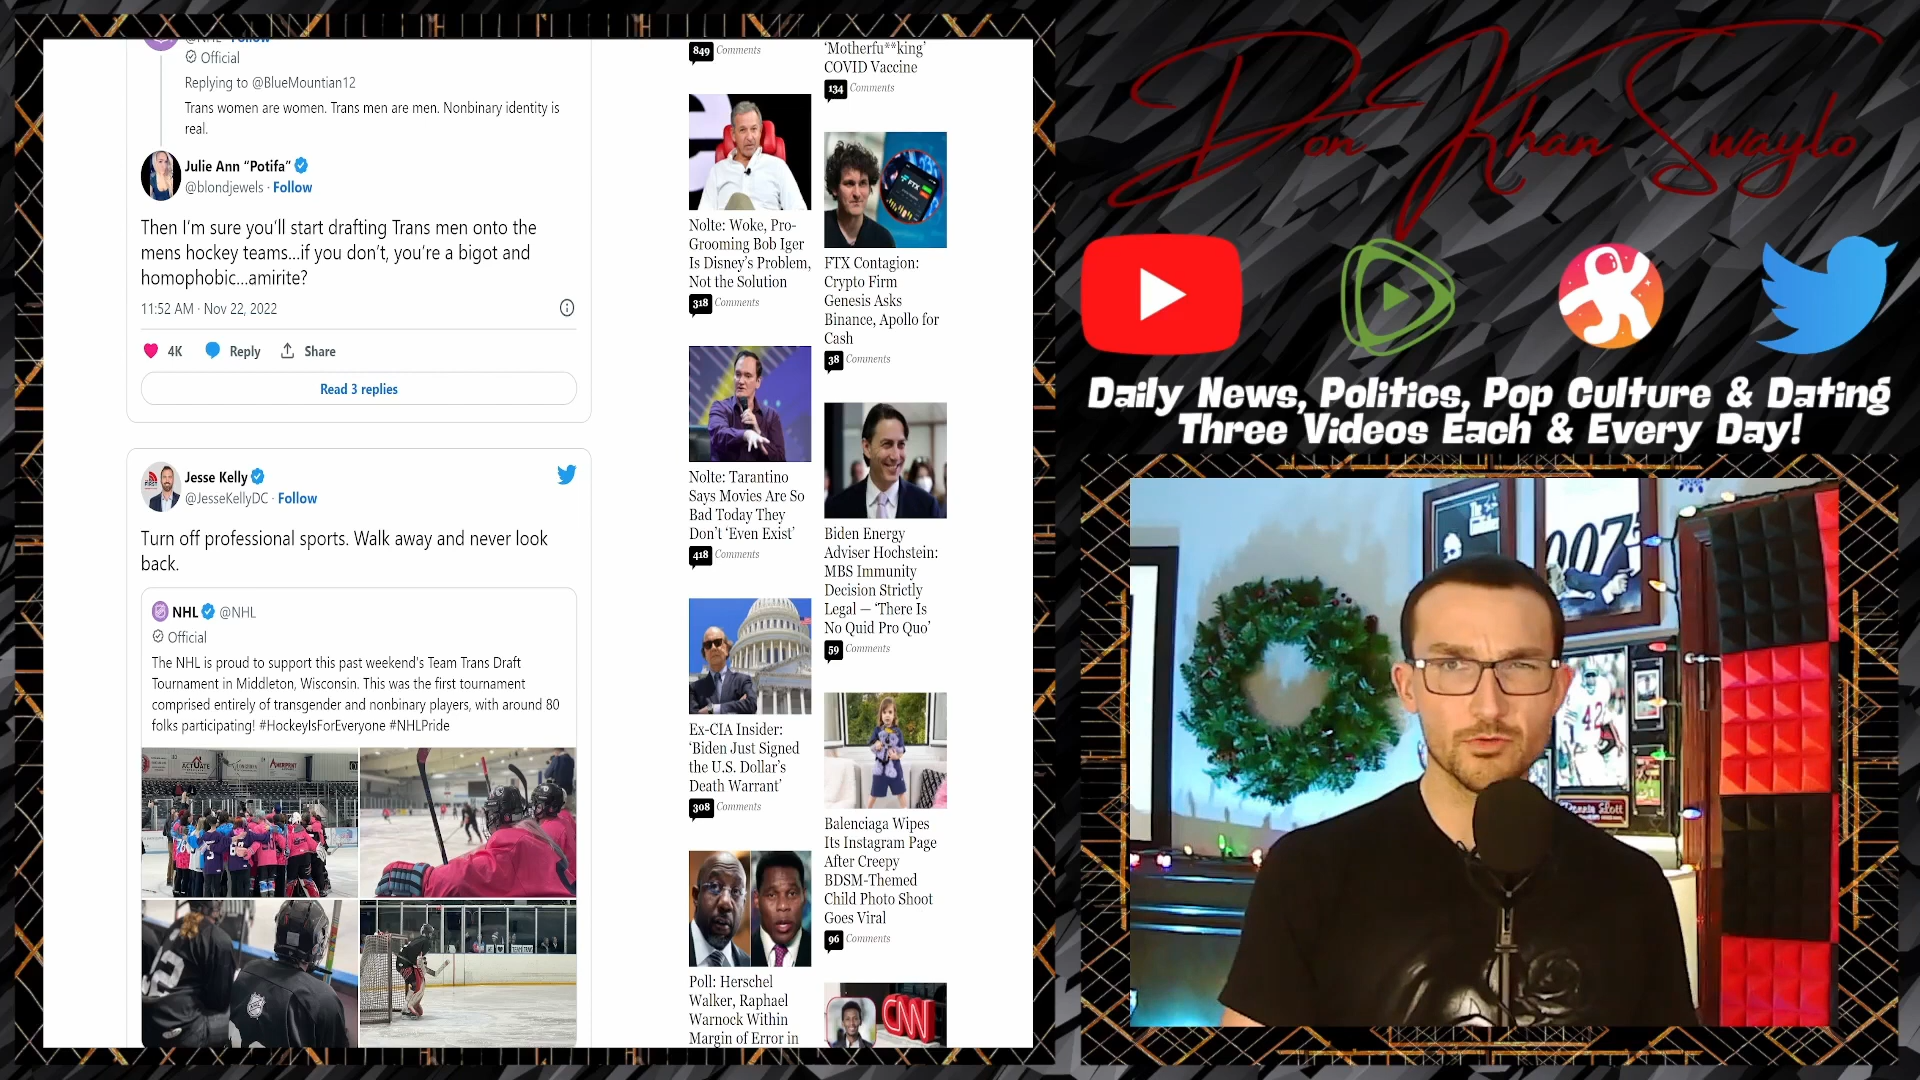 @NHL · Follow
Official
Replying to @BlueMountian12
Trans women are women. Trans men are men. Nonbinary identity is
real.
Julie Ann “Potifa”
@blondjewels · Follow
Then I’m sure you’ll start drafting Trans men onto the
mens hockey teams...if you don’t, you’re a bigot and
homophobic...amirite?
11:52 AM · Nov 22, 2022
4K Reply Share
Read 3 replies
Jesse Kelly
@JesseKellyDC · Follow
Turn off professional sports. Walk away and never look
back.
NHL @NHL
Official
The NHL is proud to support this past weekend's Team Trans Draft
Tournament in Middleton, Wisconsin. This was the first tournament
comprised entirely of transgender and nonbinary players, with around 80
folks participating! #HockeyIsForEveryone #NHLPride
849 Comments
Nolte: Woke, Pro-
Grooming Bob Iger
Is Disney’s Problem,
Not the Solution
318 Comments
Nolte: Tarantino
Says Movies Are So
Bad Today They
Don’t ‘Even Exist’
418 Comments
Ex-CIA Insider:
‘Biden Just Signed
the U.S. Dollar’s
Death Warrant’
308 Comments
Poll: Herschel
Walker, Raphael
Warnock Within
Margin of Error in
‘Motherfu**king’
COVID Vaccine
134 Comments
FTX
FTX Contagion:
Crypto Firm
Genesis Asks
Binance, Apollo for
Cash
38 Comments
Biden Energy
Adviser Hochstein:
MBS Immunity
Decision Strictly
Legal — ‘There Is
No Quid Pro Quo’
59 Comments
Balenciaga Wipes
Its Instagram Page
After Creepy
BDSM-Themed
Child Photo Shoot
Goes Viral
96 Comments
CNN
Don Khan Swaylo
Daily News, Politics, Pop Culture & Dating
Three Videos Each & Every Day!
007
42